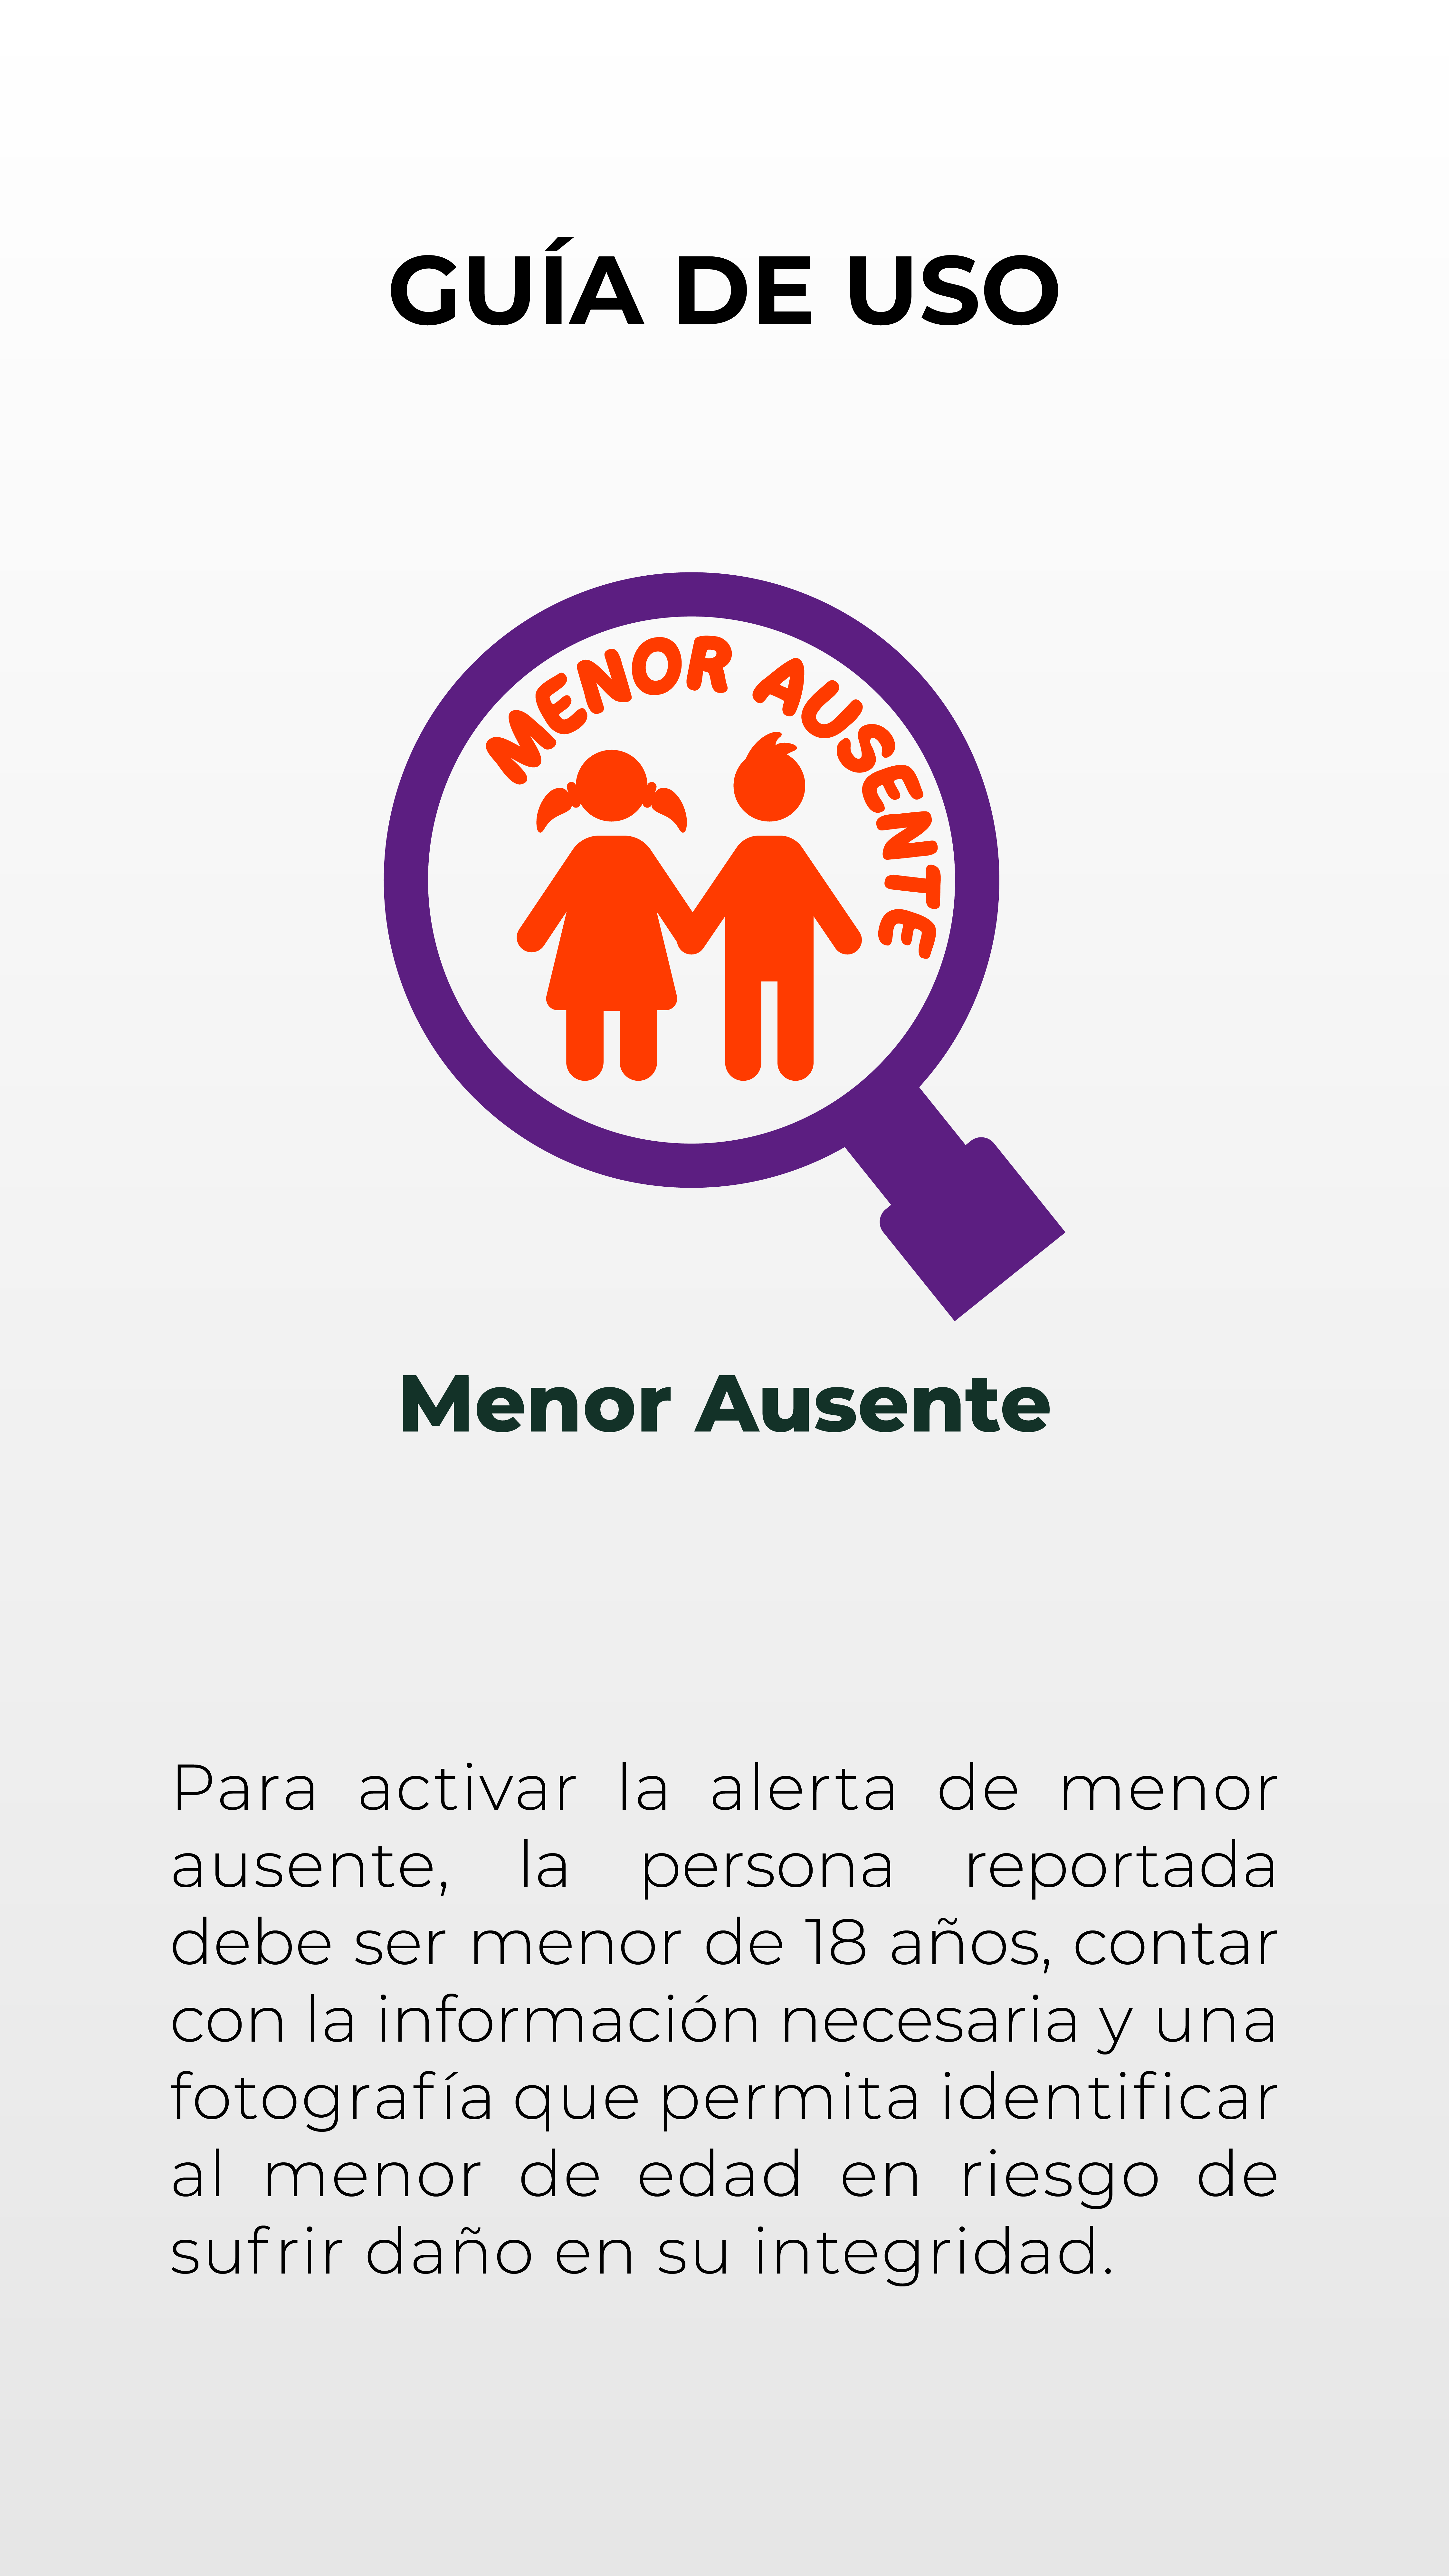 GUÍA DE USO
MENOR AUSENTE
Menor Ausente
Para activar la alerta de menor
ausente, la persona reportada
debe ser menor de 18 años, contar
con la información necesaria y una
fotografía que permita identificar
al menor de edad en riesgo de
sufrir daño en su integridad.